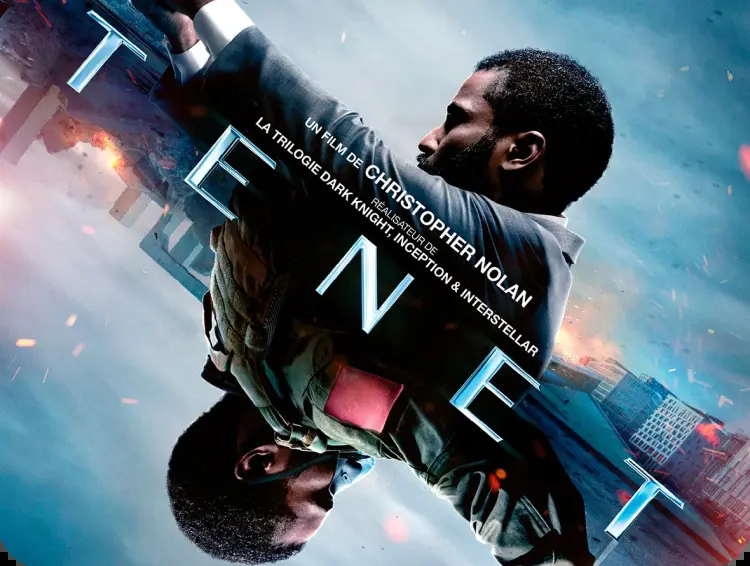 TENET
UN FILM DE CHRISTOPHER NOLAN
RÉALISATEUR DE
LA TRILOGIE DARK KNIGHT, INCEPTION & INTERSTELLAR